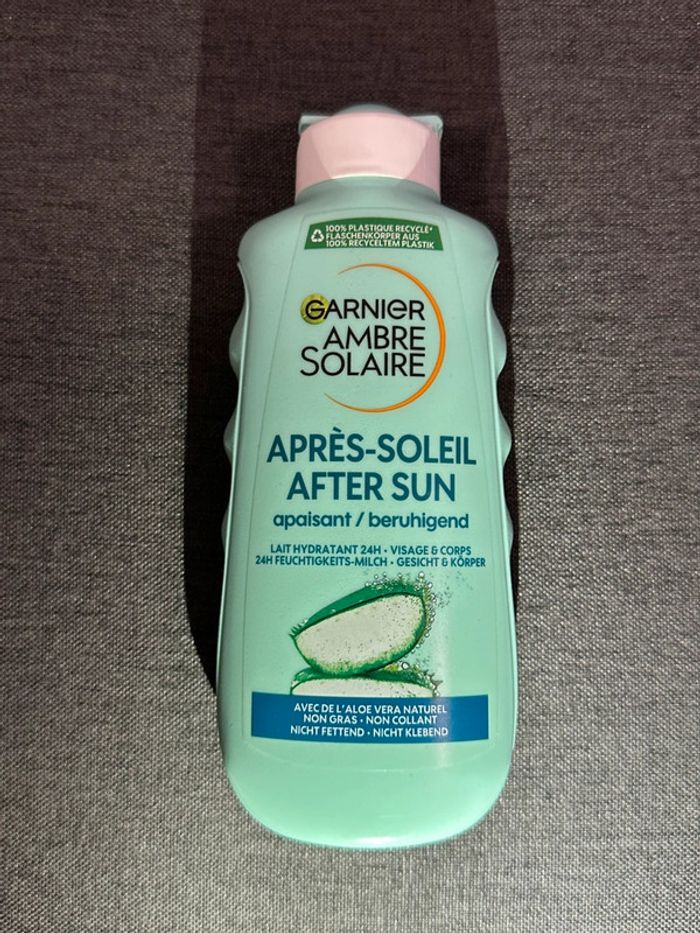 100% PLASTIQUE RECYCLÉ*
FLASCHENKÖRPER AUS
100% RECYCELTEM PLASTIK
GARNIER
AMBRE
SOLAIRE
APRÈS-SOLEIL
AFTER SUN
apaisant / beruhigend
LAIT HYDRATANT 24H • VISAGE & CORPS
24H FEUCHTIGKEITS-MILCH • GESICHT & KÖRPER
AVEC DE L'ALOE VERA NATUREL
NON GRAS • NON COLLANT
NICHT FETTEND • NICHT KLEBEND